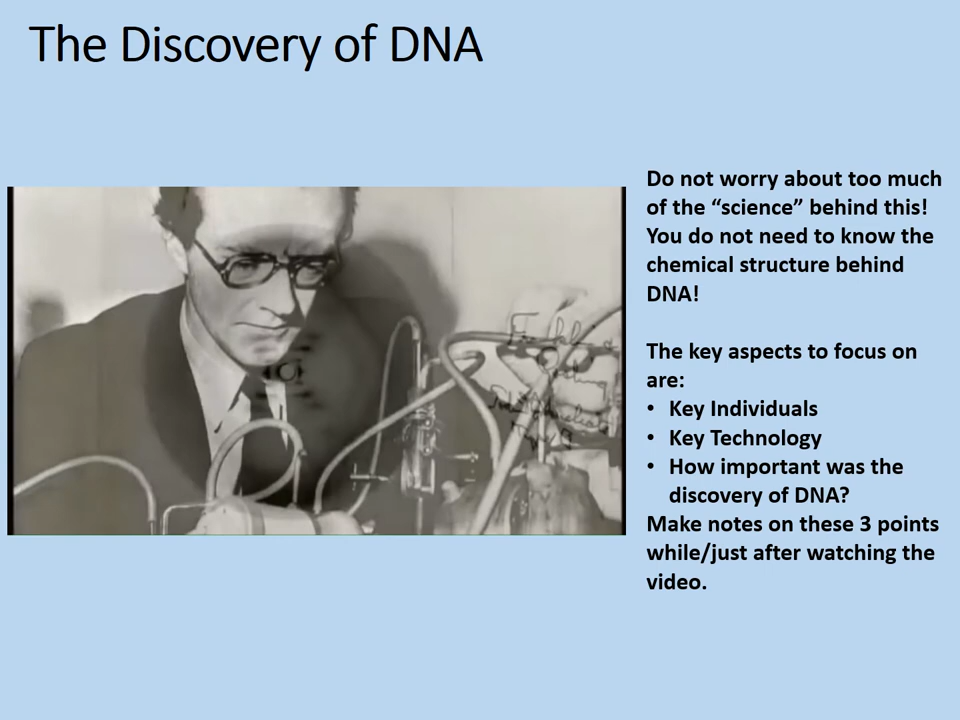 The Discovery of DNA
Do not worry about too much
of the “science” behind this!
You do not need to know the
chemical structure behind
DNA!
The key aspects to focus on
are:
• Key Individuals
• Key Technology
• How important was the
discovery of DNA?
Make notes on these 3 points
while/just after watching the
video.